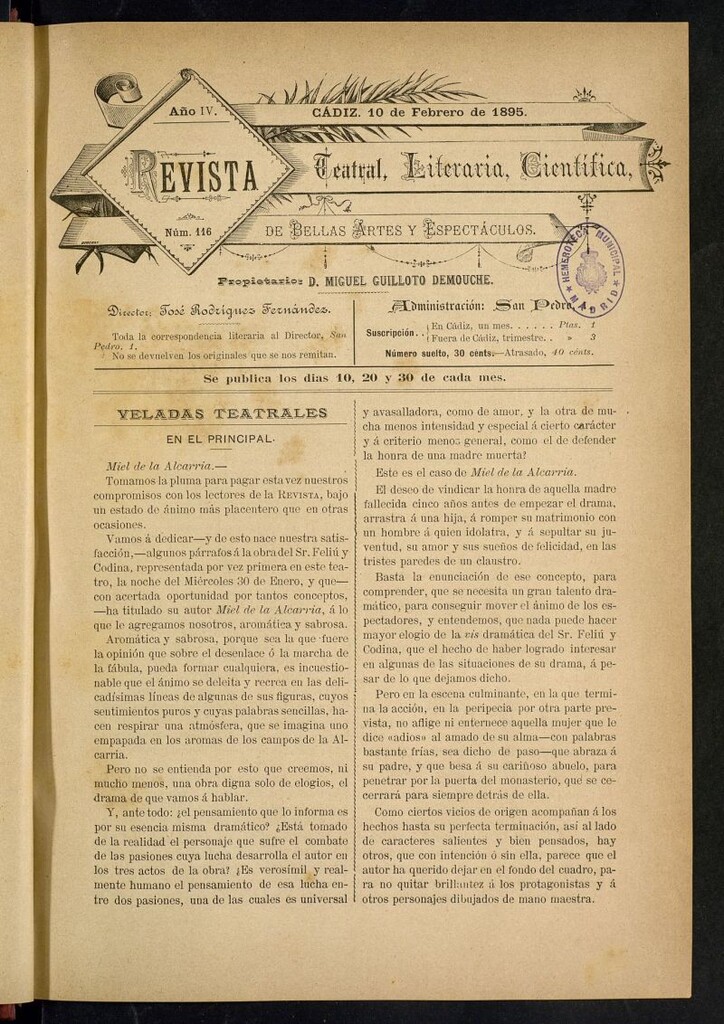 Año IV.
CÁDIZ, 10 de Febrero de 1895.
REVISTA
Teatral, Literaria, Científica,
Núm. 116
DE BELLAS ARTES Y ESPECTÁCULOS.
HEMEROTECA MUNICIPAL
MADRID
Propietario: D. MIGUEL GUILLOTO DEMOUCHE.
Director: José Rodríguez Fernández.
Toda la correspondencia literaria al Director, San
Pedro, 1.
No se devuelven los originales que se nos remitan.
Administración: San Pedro,
Suscripción. . En Cádiz, un mes. . . . . . Ptas. 1
Fuera de Cádiz, trimestre. . » 3
Número suelto, 30 cénts.—Atrasado, 40 cénts.
Se publica los días 10, 20 y 30 de cada mes.
VELADAS TEATRALES
EN EL PRINCIPAL.
Miel de la Alcarria.—
Tomamos la pluma para pagar esta vez nuestros
compromisos con los lectores de la REVISTA, bajo
un estado de ánimo más placentero que en otras
ocasiones.
Vamos á dedicar—y de esto nace nuestra satis-
facción,—algunos párrafos á la obra del Sr. Felíú y
Codina, representada por vez primera en este tea-
tro, la noche del Miércoles 30 de Enero, y que—
con acertada oportunidad por tantos conceptos,
—ha titulado su autor Miel de la Alcarria, á lo
que le agregamos nosotros, aromática y sabrosa.
Aromática y sabrosa, porque sea la que fuere
la opinión que sobre el desenlace ó la marcha de
la fábula, pueda formar cualquiera, es incuestio-
nable que el ánimo se deleita y recrea en las deli-
cadísimas líneas de algunas de sus figuras, cuyos
sentimientos puros y cuyas palabras sencillas, ha-
cen respirar una atmósfera, que se imagina uno
empapada en los aromas de los campos de la Al-
carria.
Pero no se entienda por esto que creemos, ni
mucho menos, una obra digna solo de elogios, el
drama de que vamos á hablar.
Y, ante todo: ¿el pensamiento que lo informa es
por su esencia misma dramático? ¿Está tomado
de la realidad el personaje que sufre el combate
de las pasiones cuya lucha desarrolla el autor en
los tres actos de la obra? ¿Es verosímil y real-
mente humano el pensamiento de esa lucha en-
tre dos pasiones, una de las cuales es universal
y avasalladora, como de amor, y la otra de mu-
cha menos intensidad y especial á cierto carácter
y á criterio menos general, como el de defender
la honra de una madre muerta?
Este es el caso de Miel de la Alcarria.
El deseo de vindicar la honra de aquella madre
fallecida cinco años antes de empezar el drama,
arrastra á una hija, á romper su matrimonio con
un hombre á quien idolatra, y á sepultar su ju-
ventud, su amor y sus sueños de felicidad, en las
tristes paredes de un claustro.
Basta la enunciación de ese concepto, para
comprender, que se necesita un gran talento dra-
mático, para conseguir mover el ánimo de los es-
pectadores, y entendemos, que nada puede hacer
mayor elogio de la vis dramática del Sr. Felíú y
Codina, que el hecho de haber logrado interesar
en algunas de las situaciones de su drama, á pe-
sar de lo que dejamos dicho.
Pero en la escena culminante, en la que termi-
na la acción, en la peripecia por otra parte pre-
vista, no aflige ni enternece aquella mujer que le
dice «adios» al amado de su alma—con palabras
bastante frías, sea dicho de paso—que abraza á
su padre, y que besa á su cariñoso abuelo, para
penetrar por la puerta del monasterio, que se ce-
cerrará para siempre detrás de ella.
Como ciertos vicios de origen acompañan á los
hechos hasta su perfecta terminación, así al lado
de caracteres salientes y bien pensados, hay
otros, que con intención ó sin ella, parece que el
autor ha querido dejar en el fondo del cuadro, pa-
ra no quitar brillantez á los protagonistas y á
otros personajes dibujados de mano maestra.